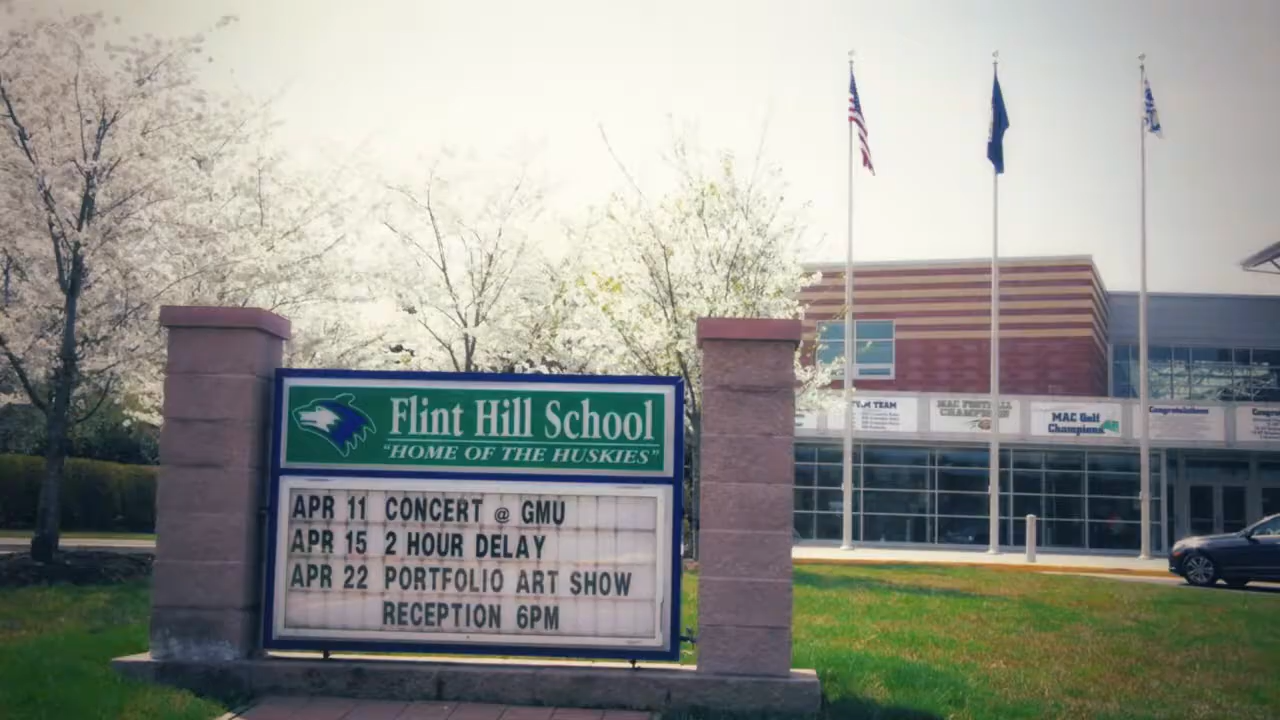 Flint Hill School
"HOME OF THE HUSKIES"
APR 11 CONCERT @ GMU
APR 15 2 HOUR DELAY
APR 22 PORTFOLIO ART SHOW
RECEPTION 6PM
TEAM
MAC FOOTBALL
CHAMPIONS
MAC Golf
Champions
Congratulations